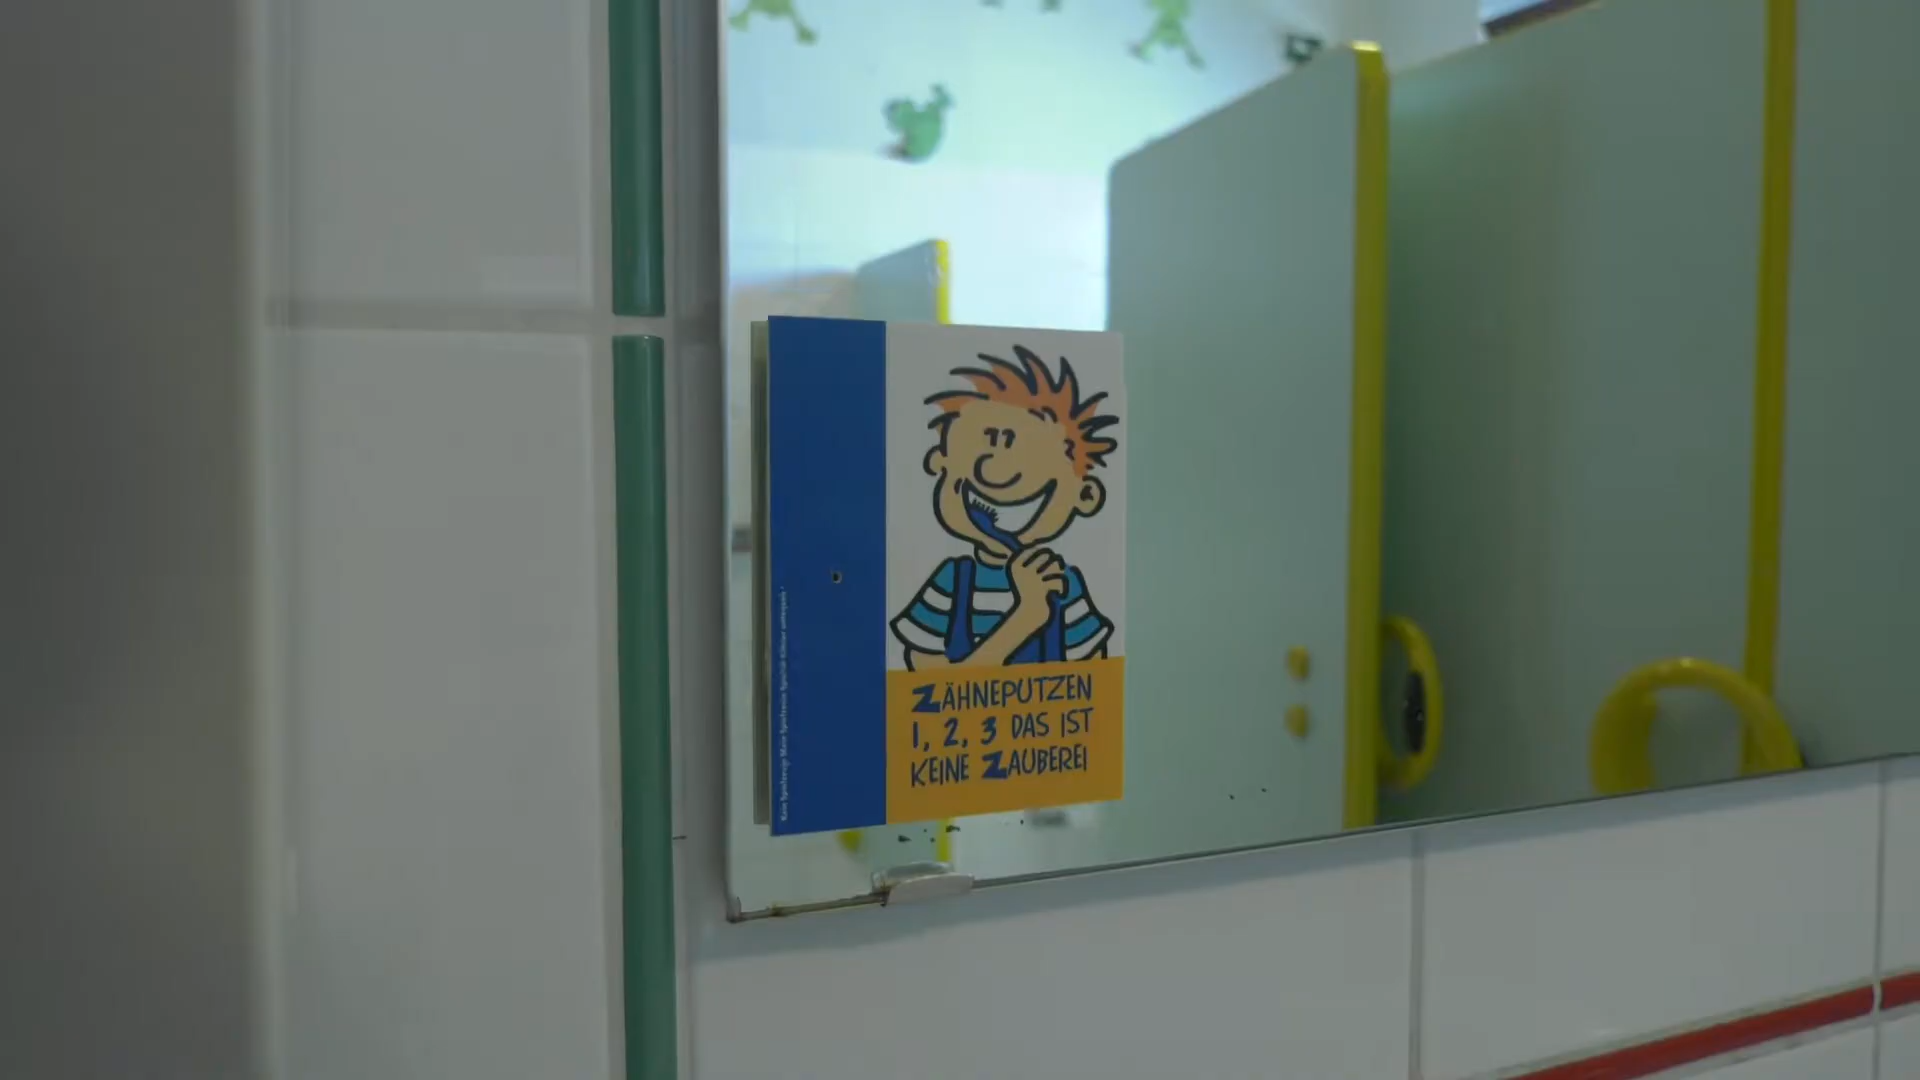 ZÄHNEPUTZEN
1, 2, 3 DAS IST
KEINE ZAUBEREI